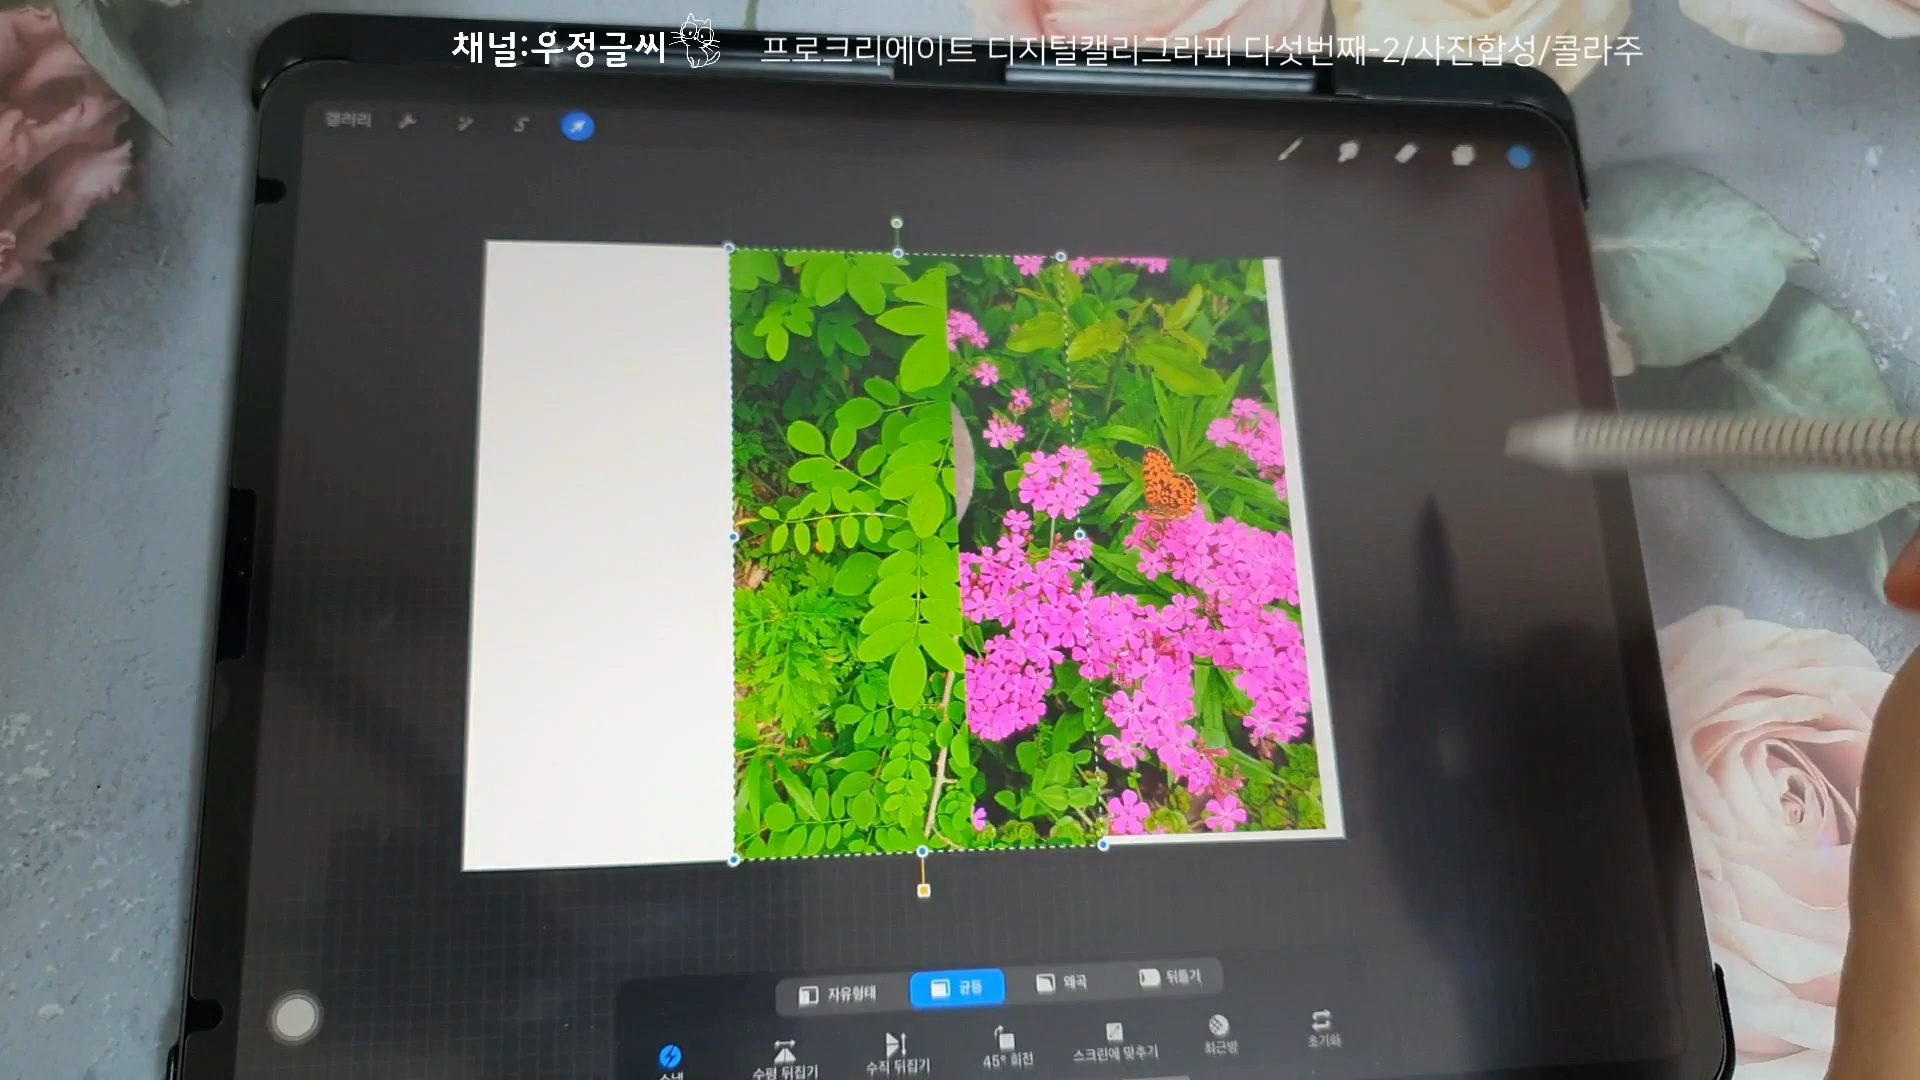 채널:우정글씨 프로크리에이트 디지털캘리그라피 다섯번째-2/사진합성/콜라주
갤러리
자유형태 균등 왜곡 뒤틀기
수평 뒤집기 수직 뒤집기 45° 회전 스크린에 맞추기 최근방 초기화